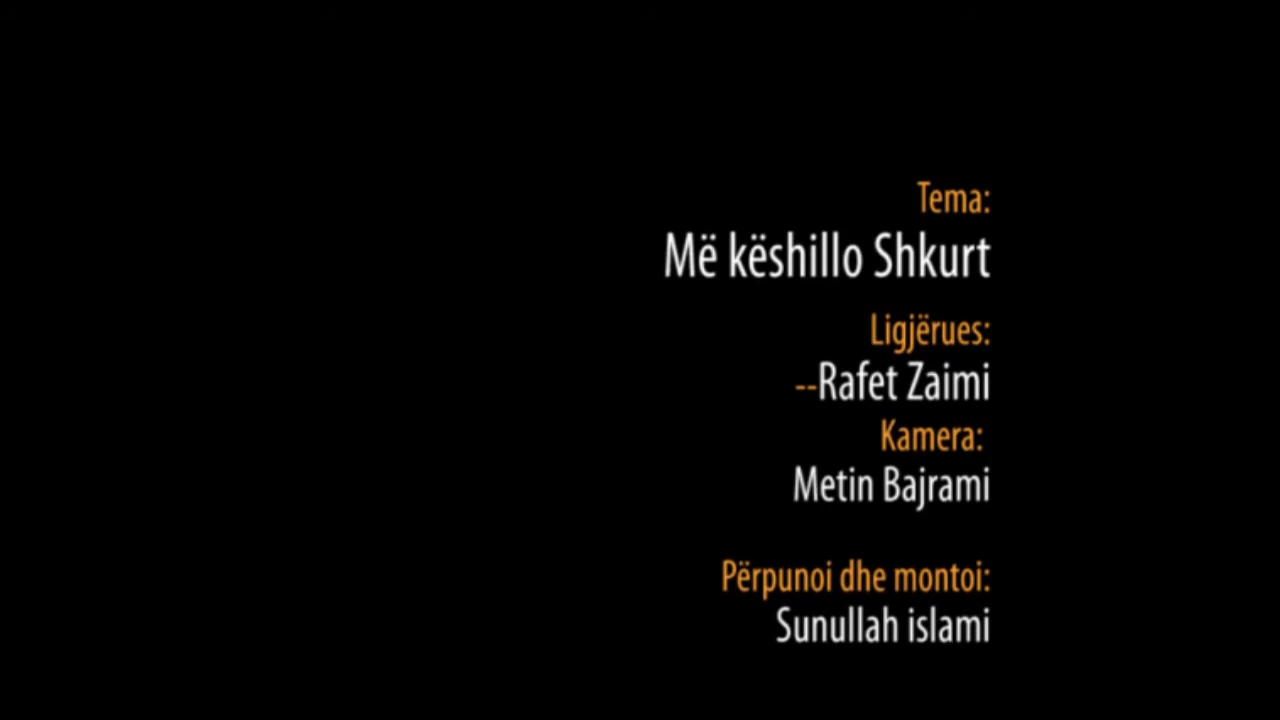 Tema:
Më këshillo Shkurt
Ligjërues:
--Rafet Zaimi
Kamera:
Metin Bajrami
Përpunoi dhe montoi:
Sunullah islami